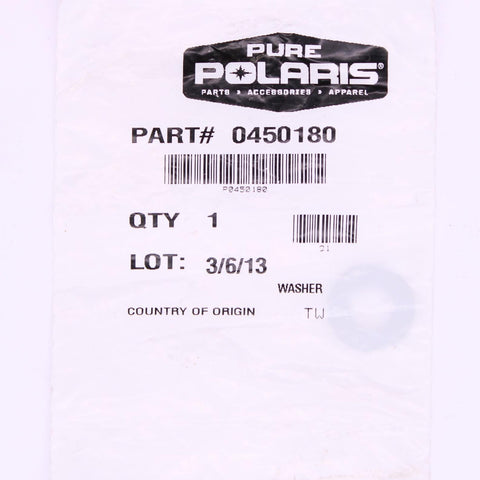 PURE
POLARIS®
PARTS » ACCESSORIES » APPAREL
PART# 0450180
P0450180
QTY 1
Q1
LOT: 3/6/13
WASHER
COUNTRY OF ORIGIN TW